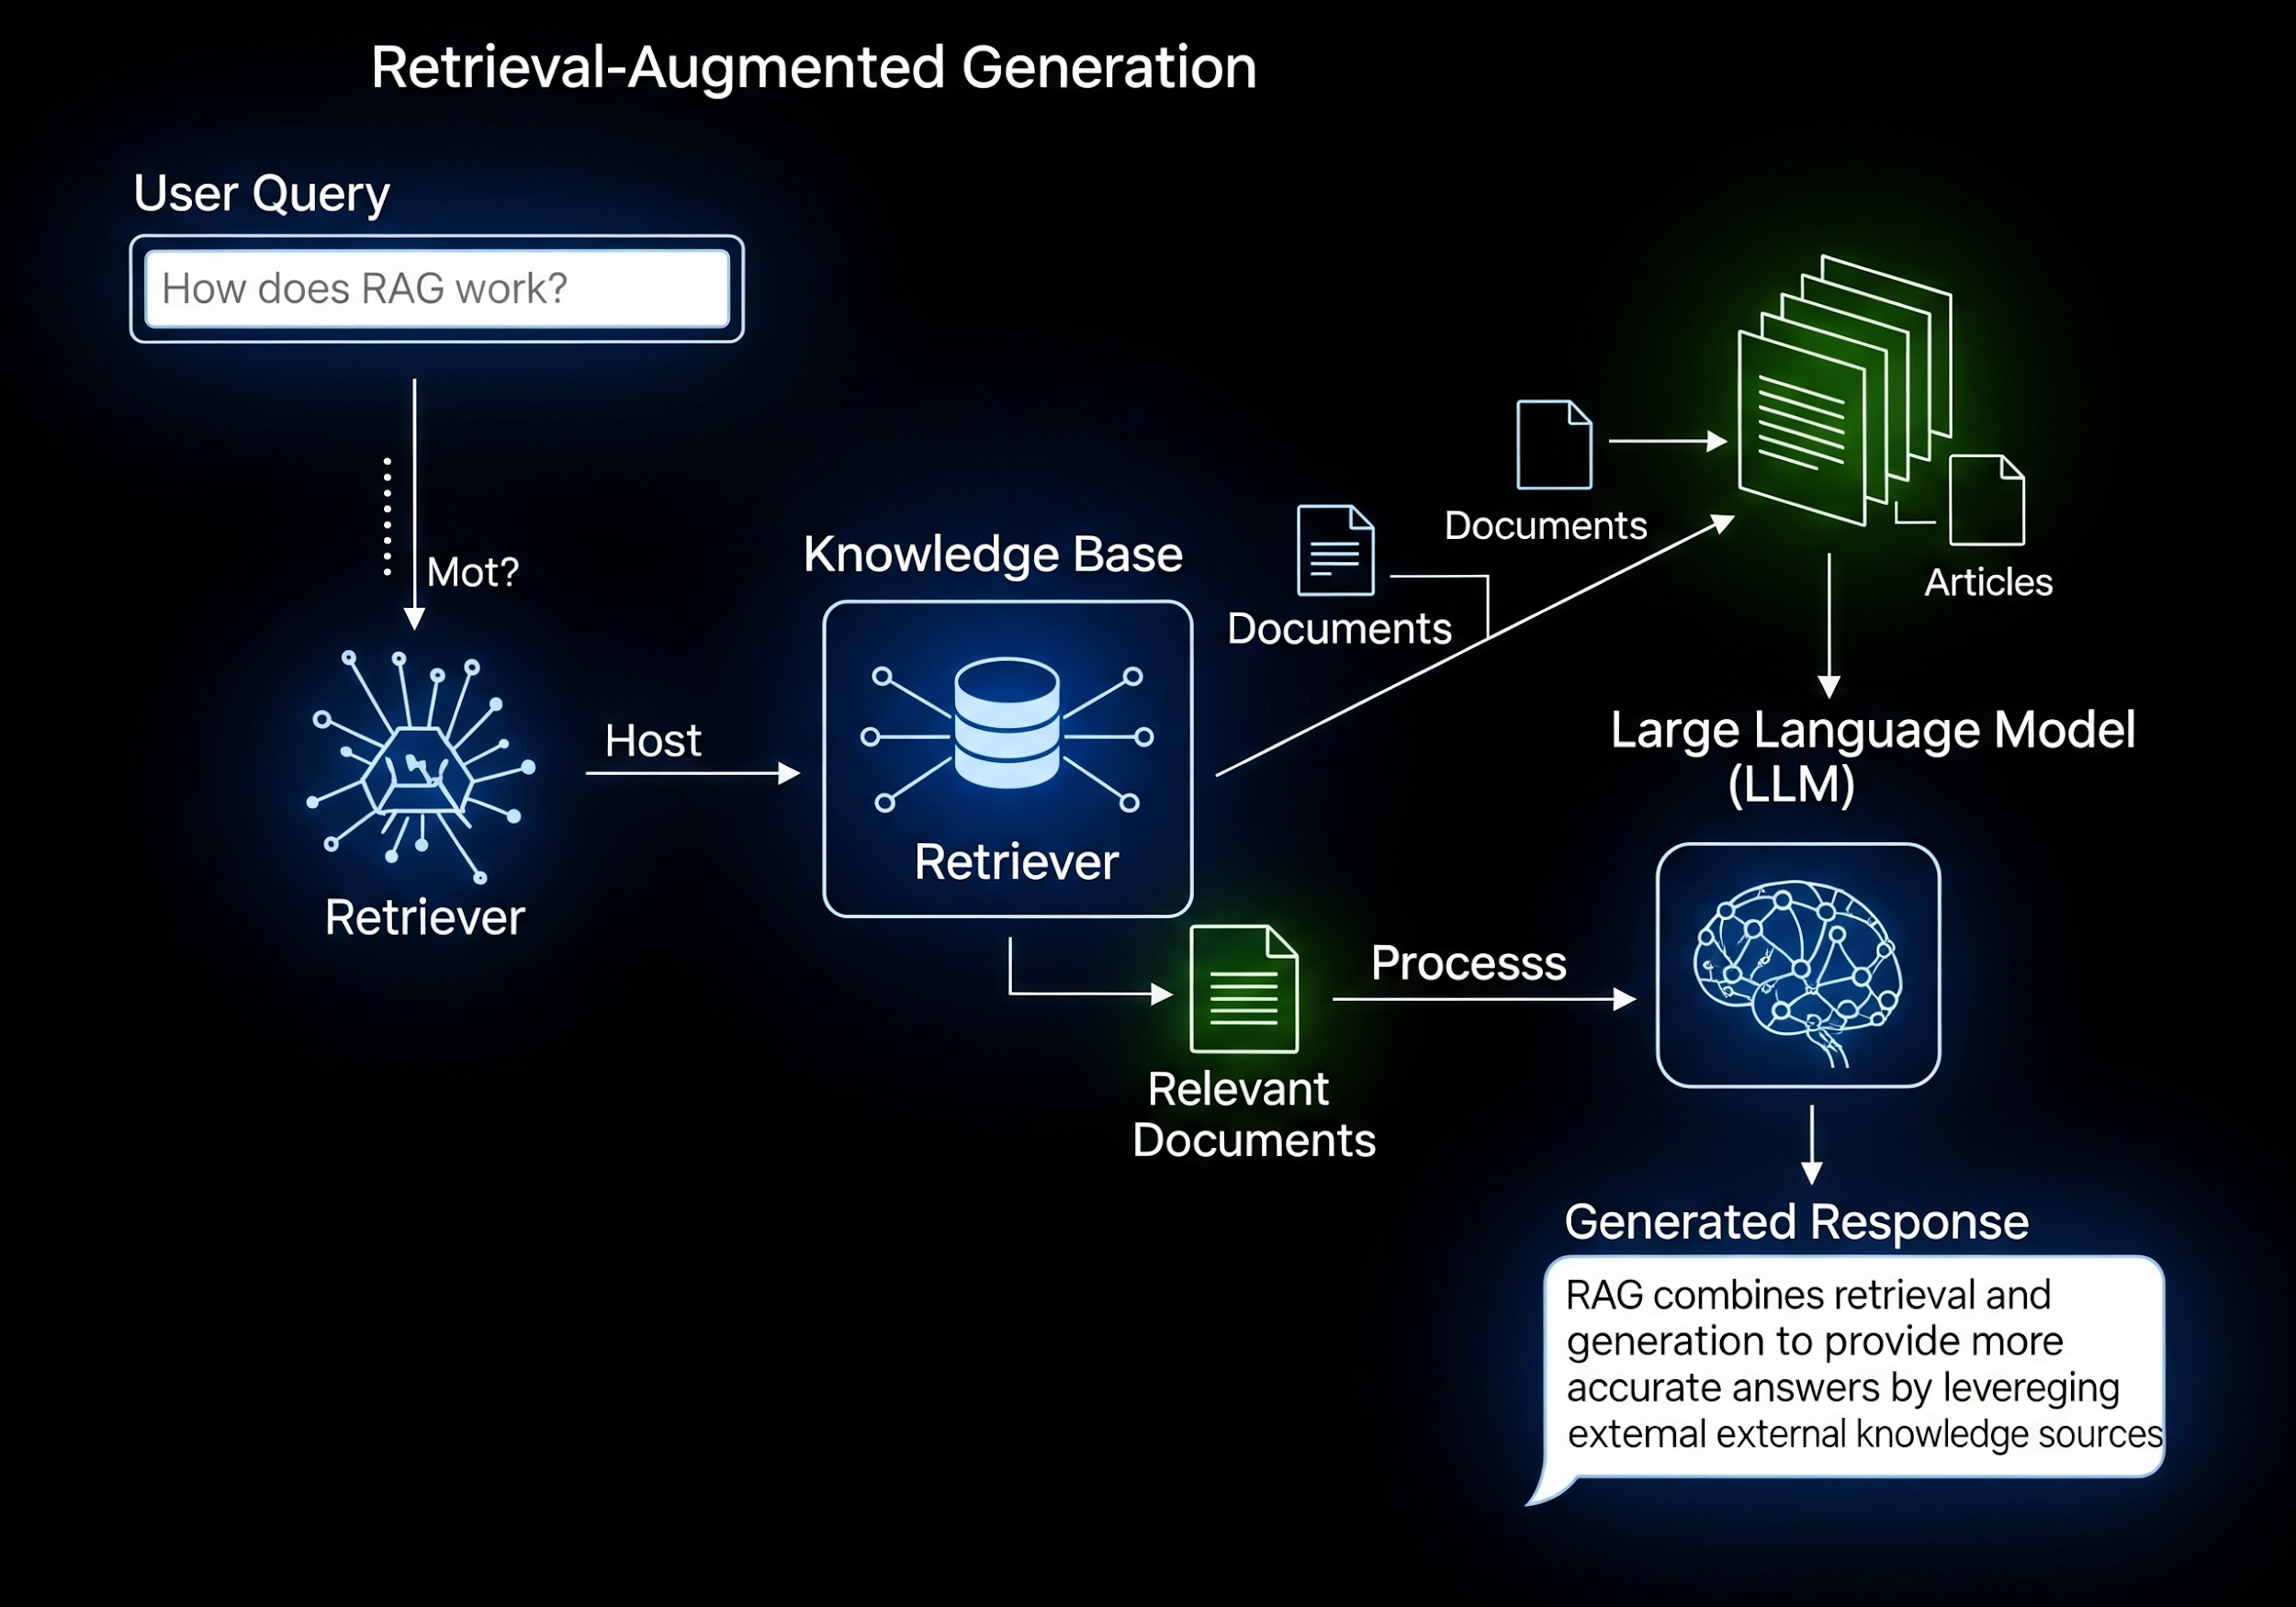 Retrieval-Augmented Generation
User Query
How does RAG work?
Mot?
Retriever
Host
Knowledge Base
Retriever
Documents
Documents
Articles
Large Language Model
(LLM)
Relevant
Documents
Processs
Generated Response
RAG combines retrieval and
generation to provide more
accurate answers by levereging
extemal external knowledge sources